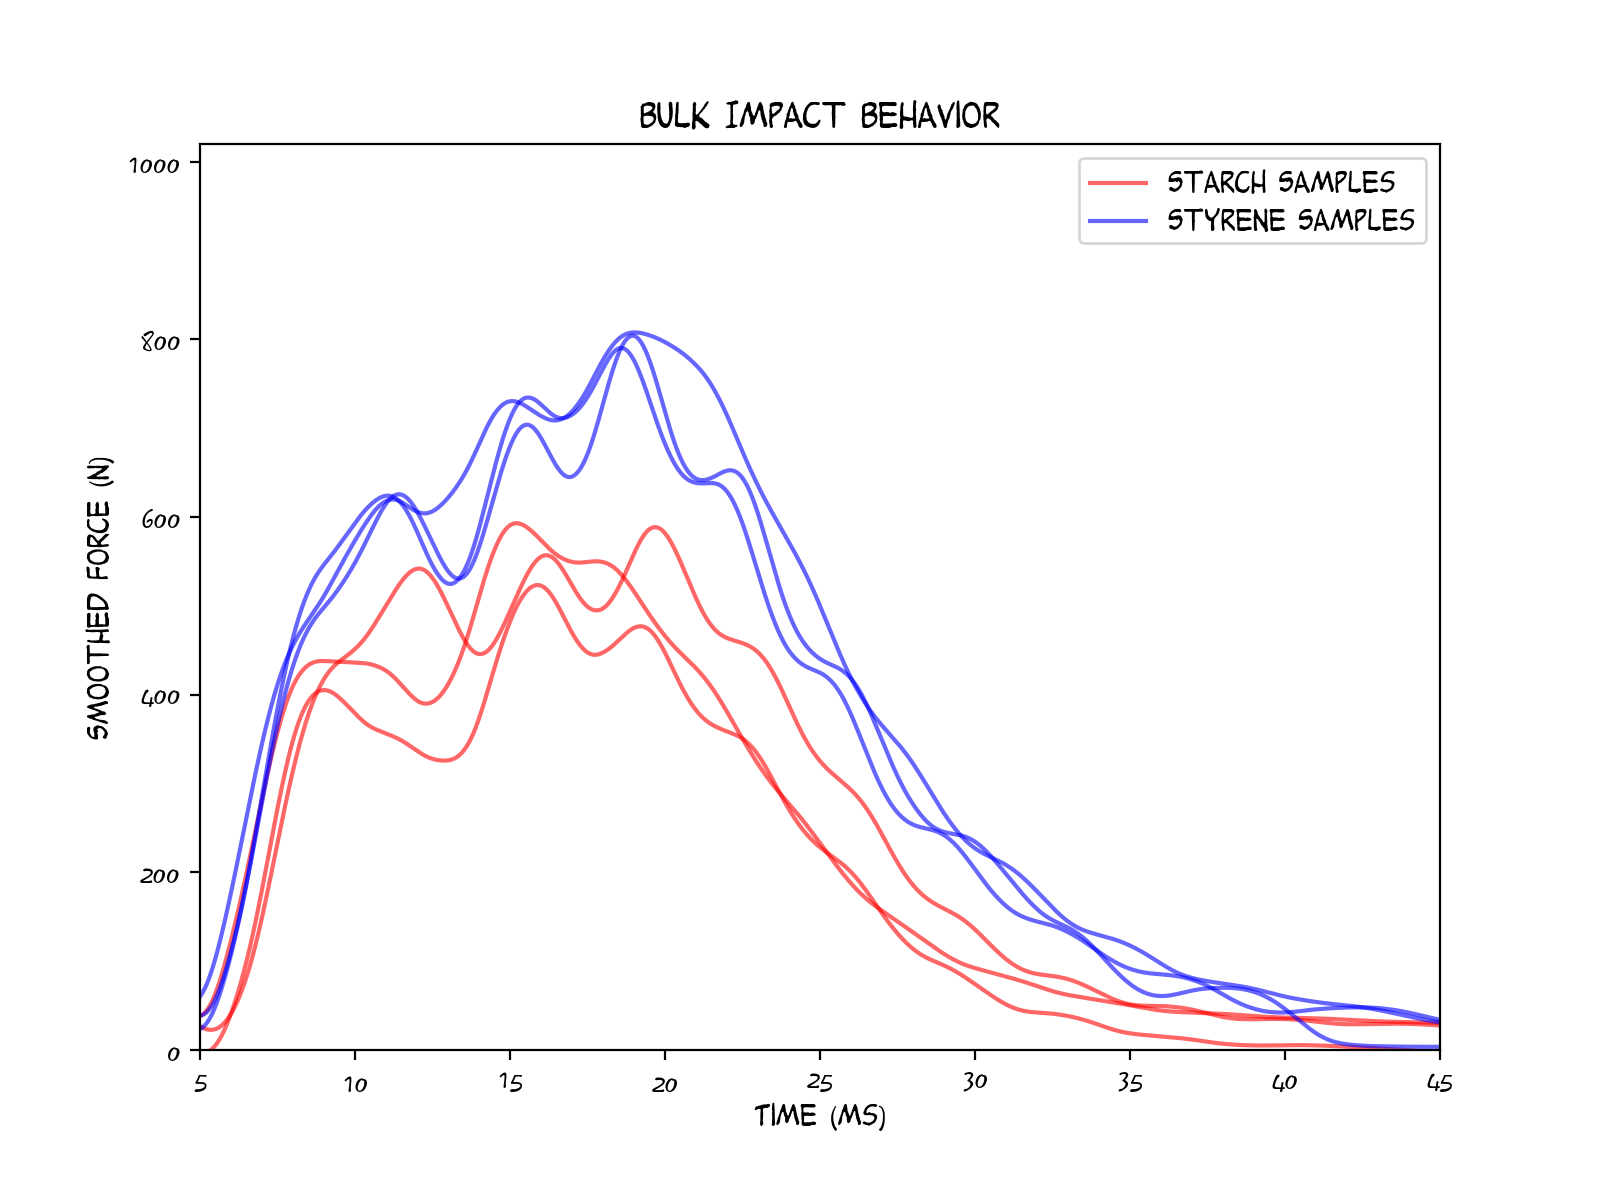 BULK IMPACT BEHAVIOR
STARCH SAMPLES
STYRENE SAMPLES
SMOOTHED FORCE (N)
1000
800
600
400
200
0
5 10 15 20 25 30 35 40 45
TIME (MS)